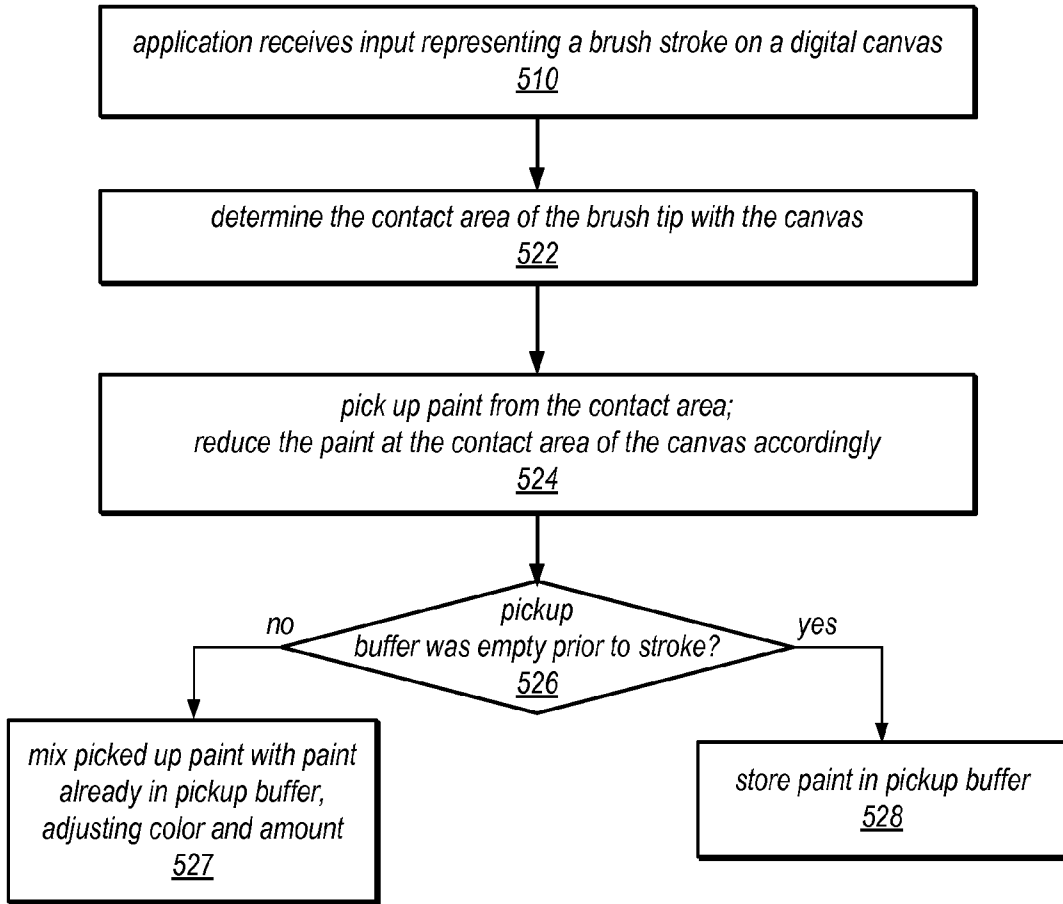 application receives input representing a brush stroke on a digital canvas
510
determine the contact area of the brush tip with the canvas
522
pick up paint from the contact area;
reduce the paint at the contact area of the canvas accordingly
524
pickup
buffer was empty prior to stroke?
526
no
yes
mix picked up paint with paint
already in pickup buffer,
adjusting color and amount
527
store paint in pickup buffer
528